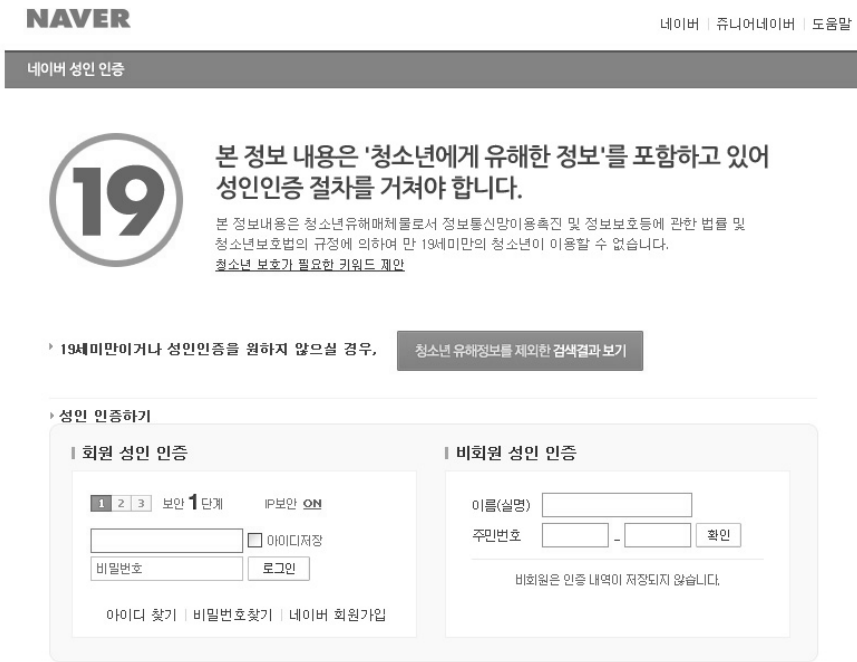 NAVER
네이버 | 쥬니어네이버 | 도움말
네이버 성인 인증
19
본 정보 내용은 '청소년에게 유해한 정보'를 포함하고 있어
성인인증 절차를 거쳐야 합니다.
본 정보내용은 청소년유해매체물로서 정보통신망이용촉진 및 정보보호등에 관한 법률 및
청소년보호법의 규정에 의하여 만 19세미만의 청소년이 이용할 수 없습니다.
청소년 보호가 필요한 키워드 제안
19세미만이거나 성인인증을 원하지 않으실 경우,
청소년 유해정보를 제외한 검색결과 보기
성인 인증하기
회원 성인 인증
1 2 3 보안 1 단계 IP보안 ON
아이디저장
비밀번호 로그인
아이디 찾기 | 비밀번호찾기 | 네이버 회원가입
비회원 성인 인증
이름(실명)
주민번호 - 확인
비회원은 인증 내역이 저장되지 않습니다.